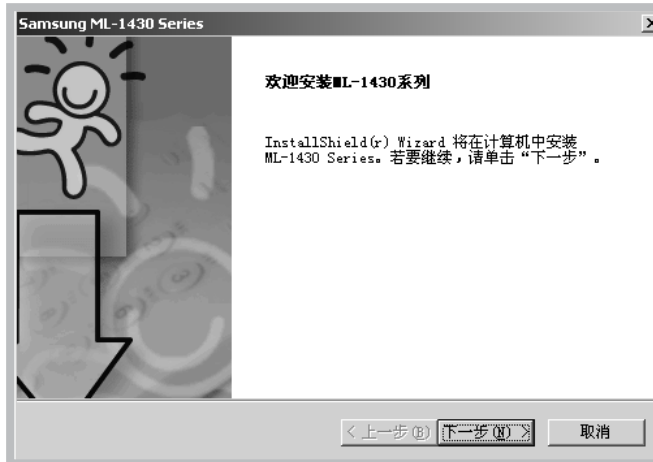 Samsung ML-1430 Series
欢迎安装ML-1430系列
InstallShield(r) Wizard 将在计算机中安装
ML-1430 Series。若要继续，请单击“下一步”。
< 上一步(B)
下一步(N) >
取消